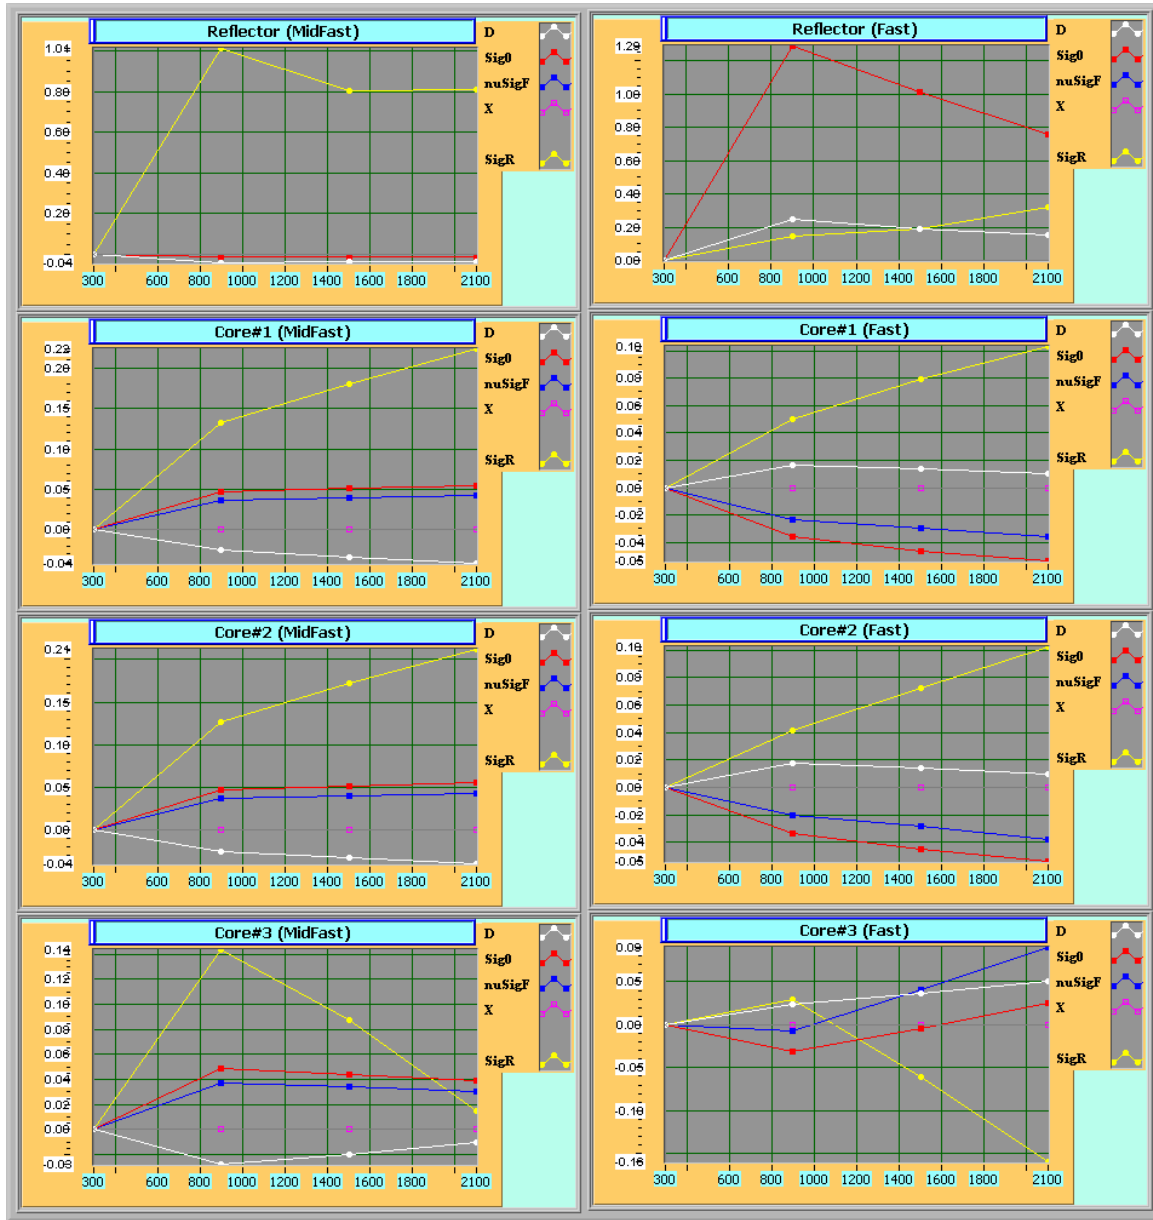 Reflector (MidFast)
D
Sig0
nuSigF
X
SigR
1.04
0.80
0.60
0.40
0.20
-0.04
300 600 800 1000 1200 1400 1600 1800 2100
Reflector (Fast)
D
Sig0
nuSigF
X
SigR
1.29
1.00
0.80
0.60
0.40
0.20
0.00
300 600 800 1000 1200 1400 1600 1800 2100
Core#1 (MidFast)
D
Sig0
nuSigF
X
SigR
0.20
0.15
0.10
0.05
0.00
-0.04
300 600 800 1000 1200 1400 1600 1800 2100
Core#1 (Fast)
D
Sig0
nuSigF
X
SigR
0.10
0.08
0.06
0.04
0.02
0.00
-0.02
-0.04
-0.05
300 600 800 1000 1200 1400 1600 1800 2100
Core#2 (MidFast)
D
Sig0
nuSigF
X
SigR
0.21
0.15
0.10
0.05
0.00
-0.04
300 600 800 1000 1200 1400 1600 1800 2100
Core#2 (Fast)
D
Sig0
nuSigF
X
SigR
0.10
0.08
0.06
0.04
0.02
0.00
-0.02
-0.04
-0.05
300 600 800 1000 1200 1400 1600 1800 2100
Core#3 (MidFast)
D
Sig0
nuSigF
X
SigR
0.14
0.12
0.10
0.08
0.06
0.04
0.02
0.00
-0.03
300 600 800 1000 1200 1400 1600 1800 2100
Core#3 (Fast)
D
Sig0
nuSigF
X
SigR
0.09
0.05
0.00
-0.05
-0.10
-0.16
300 600 800 1000 1200 1400 1600 1800 2100